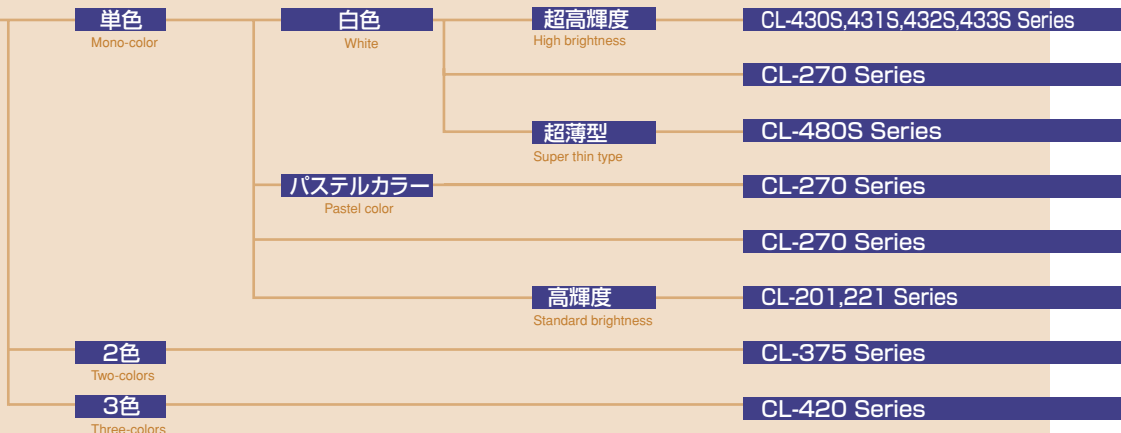 単色
Mono-color
白色
White
超高輝度
High brightness
CL-430S,431S,432S,433S Series
CL-270 Series
超薄型
Super thin type
CL-480S Series
パステルカラー
Pastel color
CL-270 Series
CL-270 Series
高輝度
Standard brightness
CL-201,221 Series
2色
Two-colors
CL-375 Series
3色
Three-colors
CL-420 Series